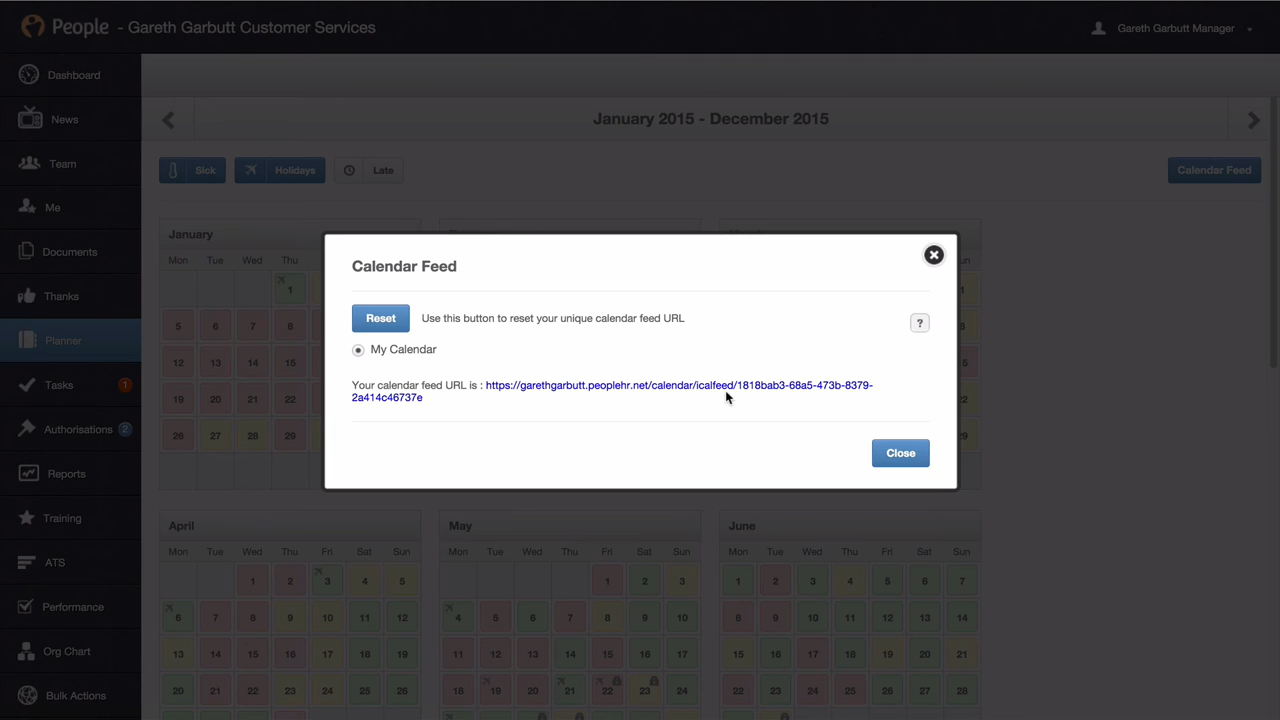 People - Gareth Garbutt Customer Services
Gareth Garbutt Manager
Dashboard
News
Team
Me
Documents
Thanks
Planner
Tasks 1
Authorisations 2
Reports
Training
ATS
Performance
Org Chart
Bulk Actions
January 2015 - December 2015
Sick Holidays Late
Calendar Feed
January
Mon Tue Wed Thu
1
5 6 7 8
12 13 14 15
19 20 21 22
26 27 28 29
Calendar Feed
Reset Use this button to reset your unique calendar feed URL
?
My Calendar
Your calendar feed URL is : https://garethgarbutt.peoplehr.net/calendar/icalfeed/1818bab3-68a5-473b-8379-
2a414c46737e
Close
April
Mon Tue Wed Thu Fri Sat Sun
1 2 3 4 5
6 7 8 9 10 11 12
13 14 15 16 17 18 19
20 21 22 23 24 25 26
May
Mon Tue Wed Thu Fri Sat Sun
1 2 3
4 5 6 7 8 9 10
11 12 13 14 15 16 17
18 19 20 21 22 23 24
June
Mon Tue Wed Thu Fri Sat Sun
1 2 3 4 5 6 7
8 9 10 11 12 13 14
15 16 17 18 19 20 21
22 23 24 25 26 27 28